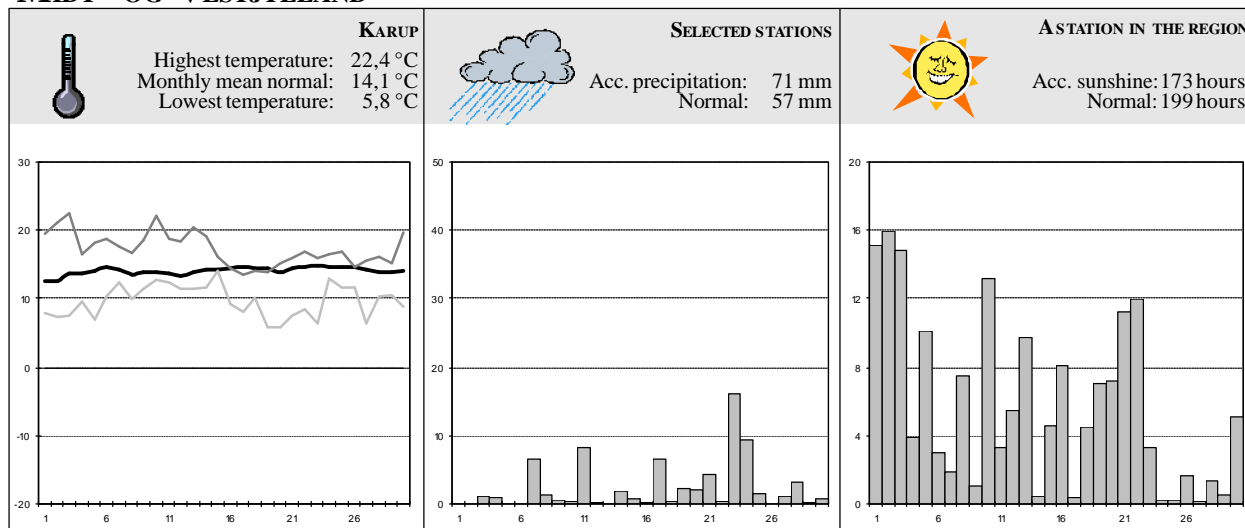 MIDT- OG VESTJYLLAND
KARUP
Highest temperature: 22,4 °C
Monthly mean normal: 14,1 °C
Lowest temperature: 5,8 °C
SELECTED STATIONS
Acc. precipitation: 71 mm
Normal: 57 mm
A STATION IN THE REGION
Acc. sunshine: 173 hours
Normal: 199 hours
30
20
10
0
-10
-20
1 6 11 16 21 26
50
40
30
20
10
0
1 6 11 16 21 26
20
16
12
8
4
0
1 6 11 16 21 26